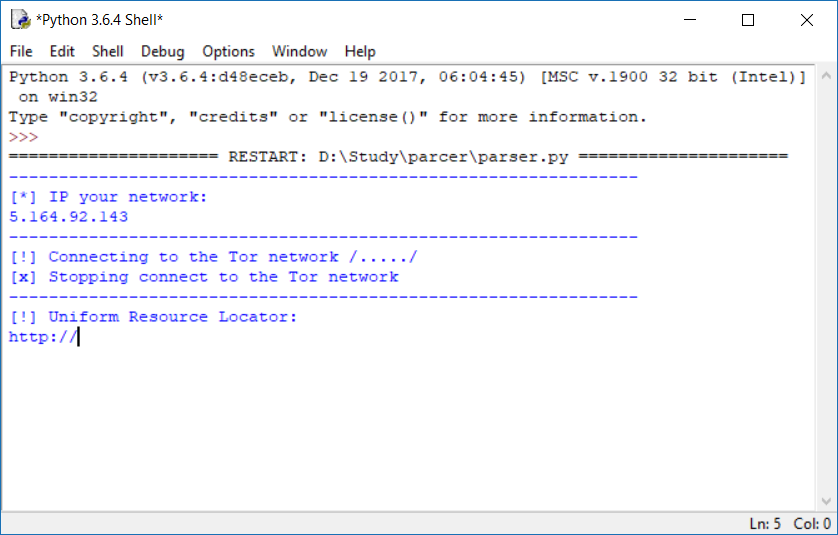 *Python 3.6.4 Shell*
File Edit Shell Debug Options Window Help
Python 3.6.4 (v3.6.4:d48eceb, Dec 19 2017, 06:04:45) [MSC v.1900 32 bit (Intel)]
on win32
Type "copyright", "credits" or "license()" for more information.
>>>
===================== RESTART: D:\Study\parcer\parser.py =====================
---------------------------------------------------------------
[*] IP your network:
5.164.92.143
---------------------------------------------------------------
[!] Connecting to the Tor network /...../
[x] Stopping connect to the Tor network
---------------------------------------------------------------
[!] Uniform Resource Locator:
http://
Ln: 5 Col: 0